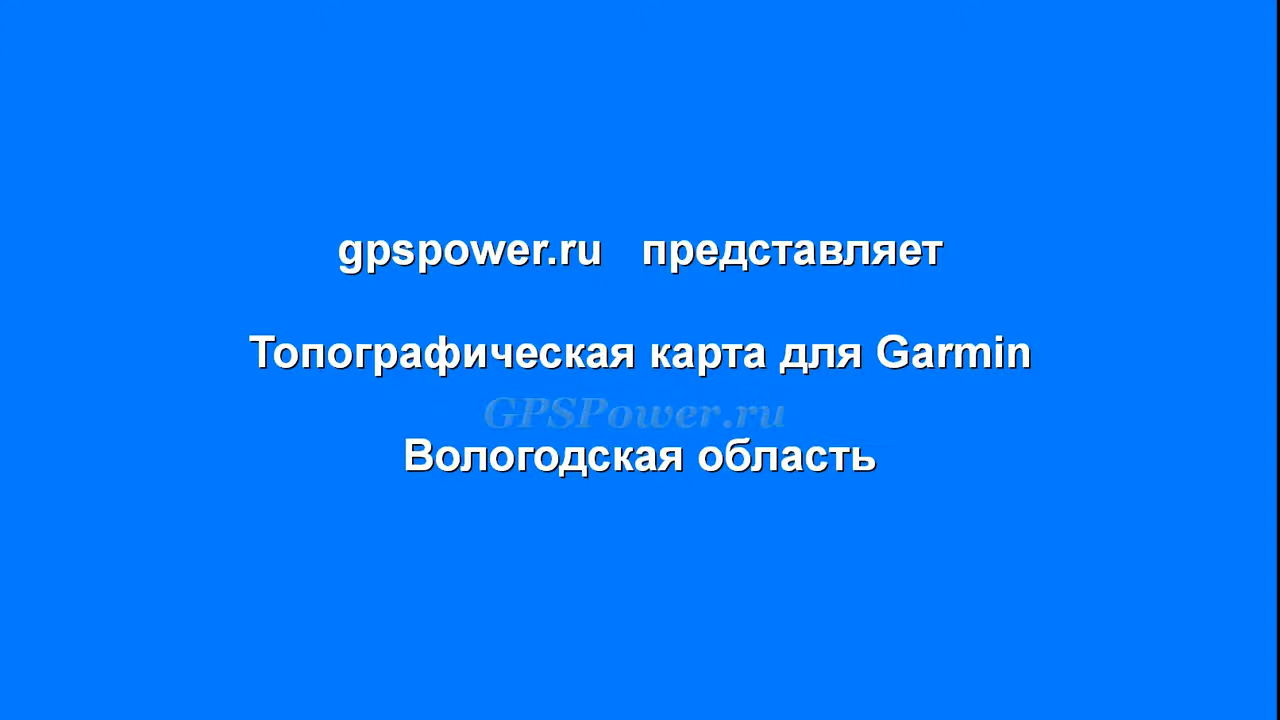 gpspower.ru представляет
Топографическая карта для Garmin
GPSPower.ru
Вологодская область